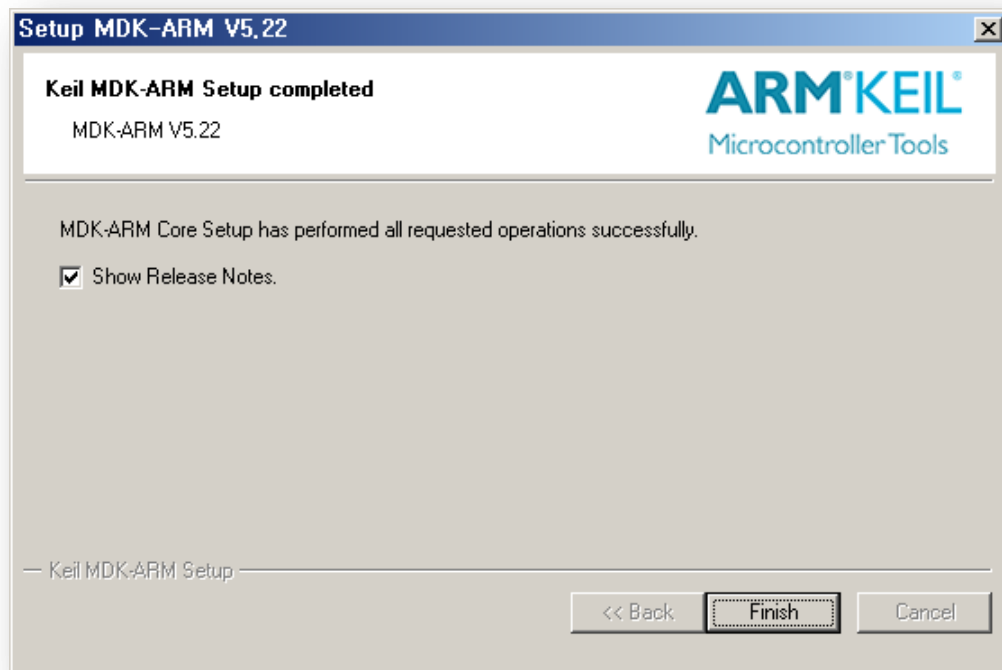 Setup MDK-ARM V5.22
Keil MDK-ARM Setup completed
MDK-ARM V5.22
ARM® KEIL®
Microcontroller Tools
MDK-ARM Core Setup has performed all requested operations successfully.
Show Release Notes.
Keil MDK-ARM Setup
<< Back
Finish
Cancel